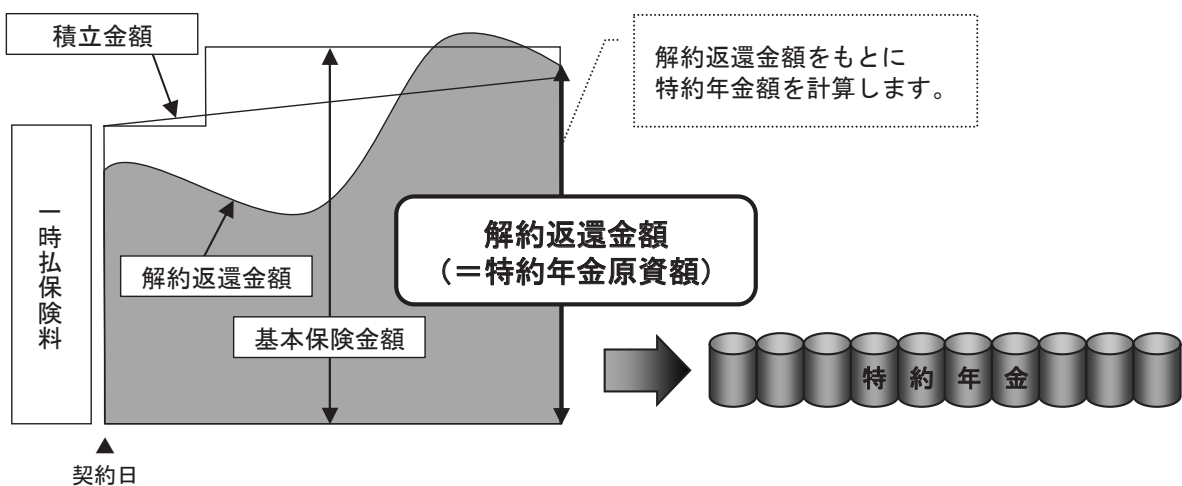 積立金額
解約返還金額をもとに
特約年金額を計算します。
一時払保険料
解約返還金額
(＝特約年金原資額)
解約返還金額
基本保険金額
特約年金
▲
契約日